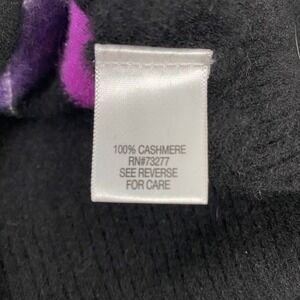 100% CASHMERE
RN#73277
SEE REVERSE
FOR CARE